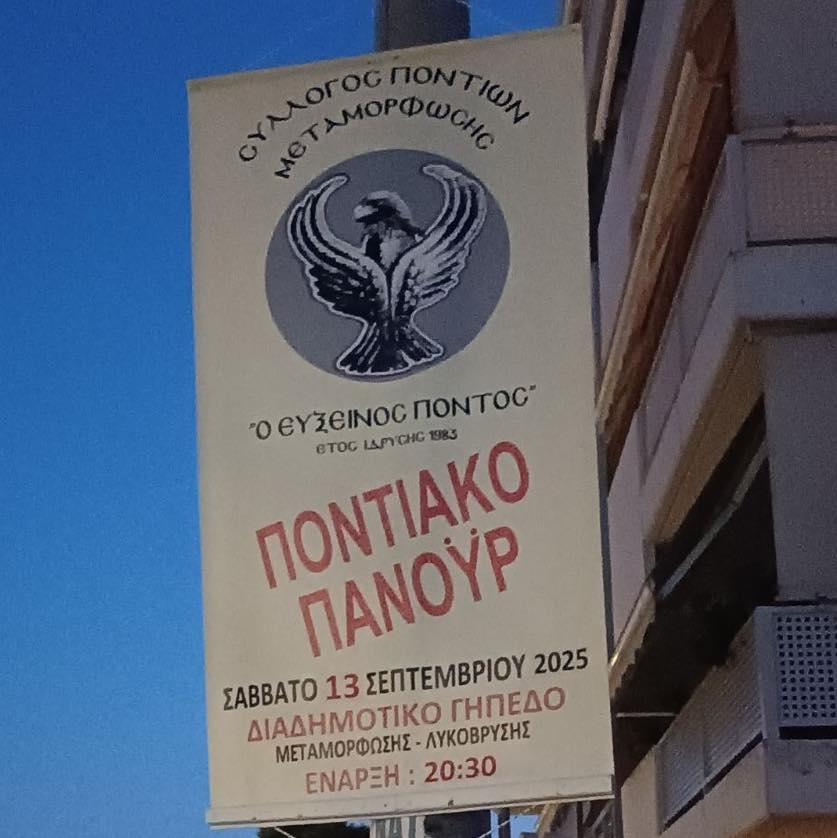 ϹΥΛΛΟΓΟϹ ΠΟΝΤΙΩΝ
ΜΕΤΑΜΟΡΦΩϹΗϹ
"Ο ΕΥΞΕΙΝΟϹ ΠΟΝΤΟϹ"
ΕΤΟϹ ΙΔΡΥϹΗϹ 1983
ΠΟΝΤΙΑΚΟ
ΠΑΝΟΫΡ
ΣΑΒΒΑΤΟ 13 ΣΕΠΤΕΜΒΡΙΟΥ 2025
ΔΙΑΔΗΜΟΤΙΚΟ ΓΗΠΕΔΟ
ΜΕΤΑΜΟΡΦΩΣΗΣ - ΛΥΚΟΒΡΥΣΗΣ
ΕΝΑΡΞΗ : 20:30